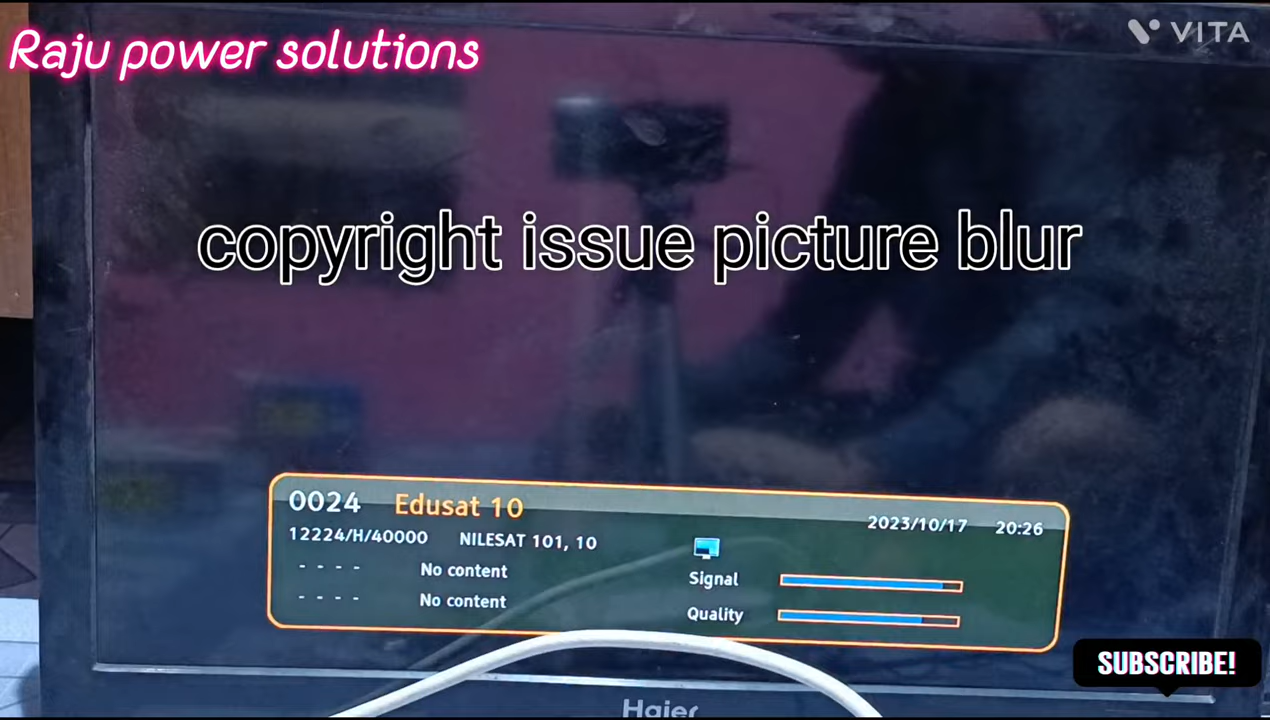 Raju power solutions
VITA
copyright issue picture blur
0024 Edusat 10
2023/10/17 20:26
12224/H/40000 NILESAT 101, 10
- - - - No content
Signal
- - - - No content
Quality
SUBSCRIBE!
Haier